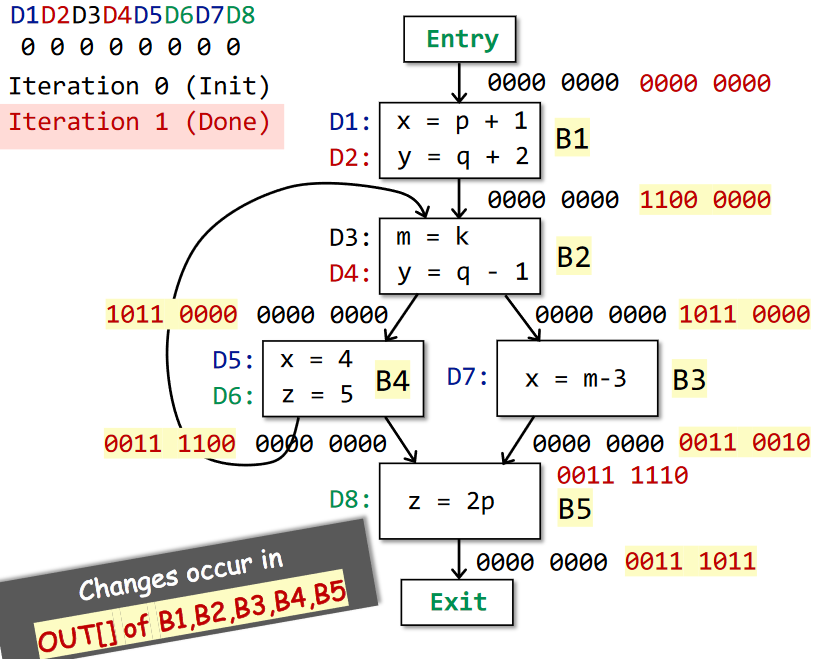 D1D2D3D4D5D6D7D8
0 0 0 0 0 0 0 0
Iteration 0 (Init)
Iteration 1 (Done)
Entry
0000 0000 0000 0000
D1: x = p + 1
D2: y = q + 2
B1
0000 0000 1100 0000
D3: m = k
D4: y = q - 1
B2
1011 0000 0000 0000
0000 0000 1011 0000
D5: x = 4
D6: z = 5
B4
D7: x = m-3
B3
0011 1100 0000 0000
0000 0000 0011 0010
0011 1110
D8: z = 2p
B5
0000 0000 0011 1011
Exit
Changes occur in
OUT[] of B1,B2,B3,B4,B5